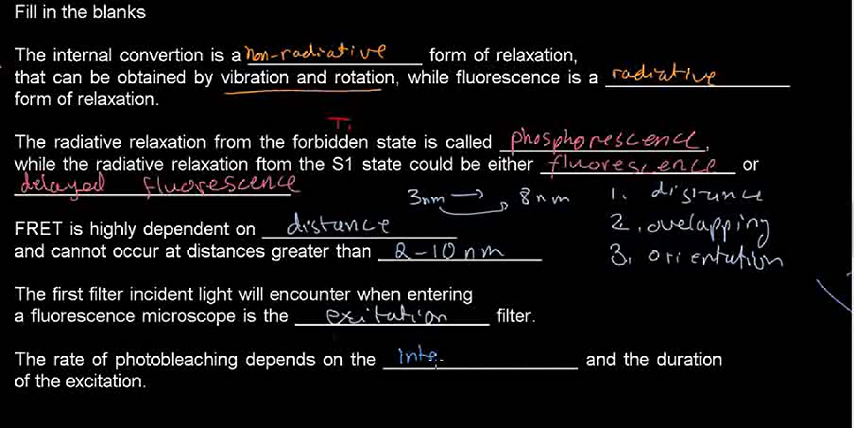 Fill in the blanks
The internal convertion is a non-radiative form of relaxation,
that can be obtained by vibration and rotation, while fluorescence is a radiative
form of relaxation.
T1
The radiative relaxation from the forbidden state is called phosphorescence,
while the radiative relaxation ftom the S1 state could be either fluorescence or
delayed fluorescence
3nm → 8nm
1. distance
FRET is highly dependent on distance
2. ovelapping
and cannot occur at distances greater than 2-10nm
3. orientation
The first filter incident light will encounter when entering
a fluorescence microscope is the exitation filter.
The rate of photobleaching depends on the inte and the duration
of the excitation.